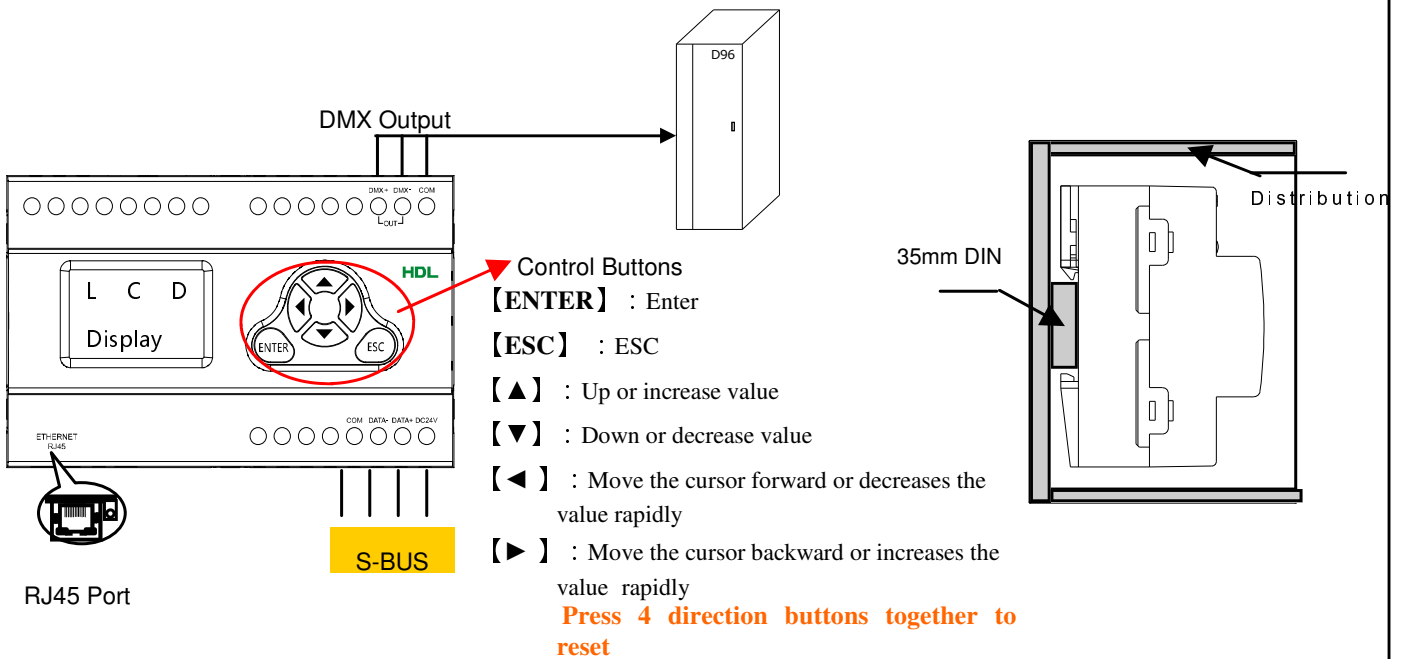 D96
DMX Output
DMX+ DMX- COM
OUT
HDL
L C D
Display
ENTER
ESC
COM DATA- DATA+ DC24V
ETHERNET
RJ45
S-BUS
RJ45 Port
Control Buttons
【ENTER】：Enter
【ESC】：ESC
【▲】：Up or increase value
【▼】：Down or decrease value
【◄ 】：Move the cursor forward or decreases the
value rapidly
【► 】：Move the cursor backward or increases the
value rapidly
Press 4 direction buttons together to
reset
35mm DIN
Distribution